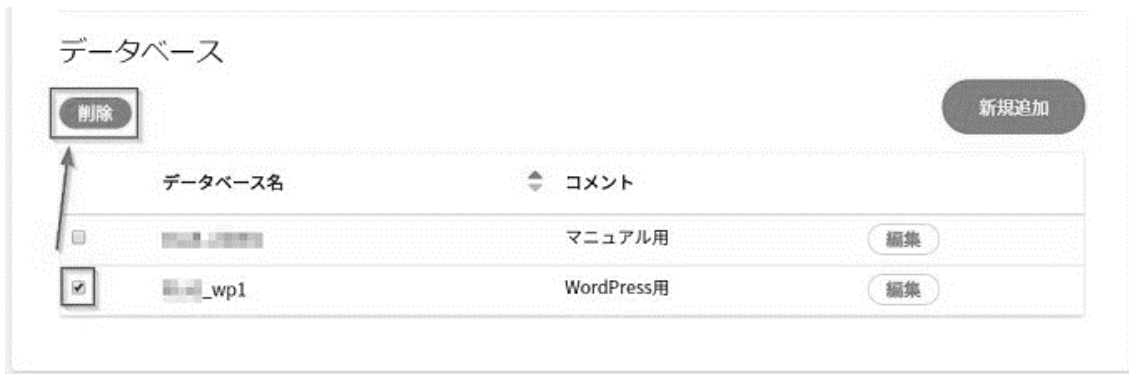 データベース
削除
新規追加
データベース名 コメント
マニュアル用 編集
_wp1 WordPress用 編集